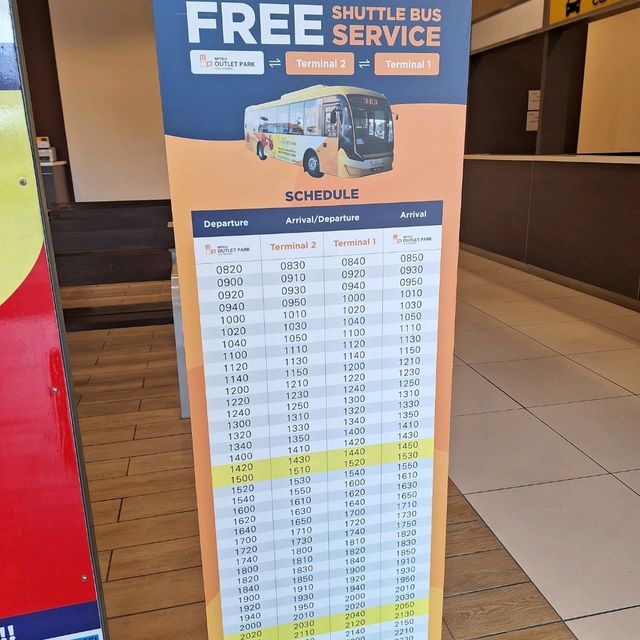 FREE SHUTTLE BUS SERVICE
MITSUI OUTLET PARK ⇌ Terminal 2 ⇌ Terminal 1
SCHEDULE
Departure Arrival/Departure Arrival
MITSUI OUTLET PARK Terminal 2 Terminal 1 MITSUI OUTLET PARK
0820 0830 0840 0850
0900 0910 0920 0930
0920 0930 0940 0950
0940 0950 1000 1010
1000 1010 1020 1030
1020 1030 1040 1050
1040 1050 1100 1110
1100 1110 1120 1130
1120 1130 1140 1150
1140 1150 1200 1210
1200 1210 1220 1230
1220 1230 1240 1250
1240 1250 1300 1310
1300 1310 1320 1330
1320 1330 1340 1350
1340 1350 1400 1410
1400 1410 1420 1430
1420 1430 1440 1450
1500 1510 1520 1530
1520 1530 1540 1550
1540 1550 1600 1610
1600 1610 1620 1630
1620 1630 1640 1650
1640 1650 1700 1710
1700 1710 1720 1730
1720 1730 1740 1750
1740 1800 1810 1820
1800 1810 1820 1830
1820 1830 1840 1850
1840 1850 1900 1910
1900 1910 1920 1930
1920 1930 1940 1950
1940 1950 2000 2010
2000 2010 2020 2030
2020 2030 2040 2050
2110 2120 2130
2140 2150
!!